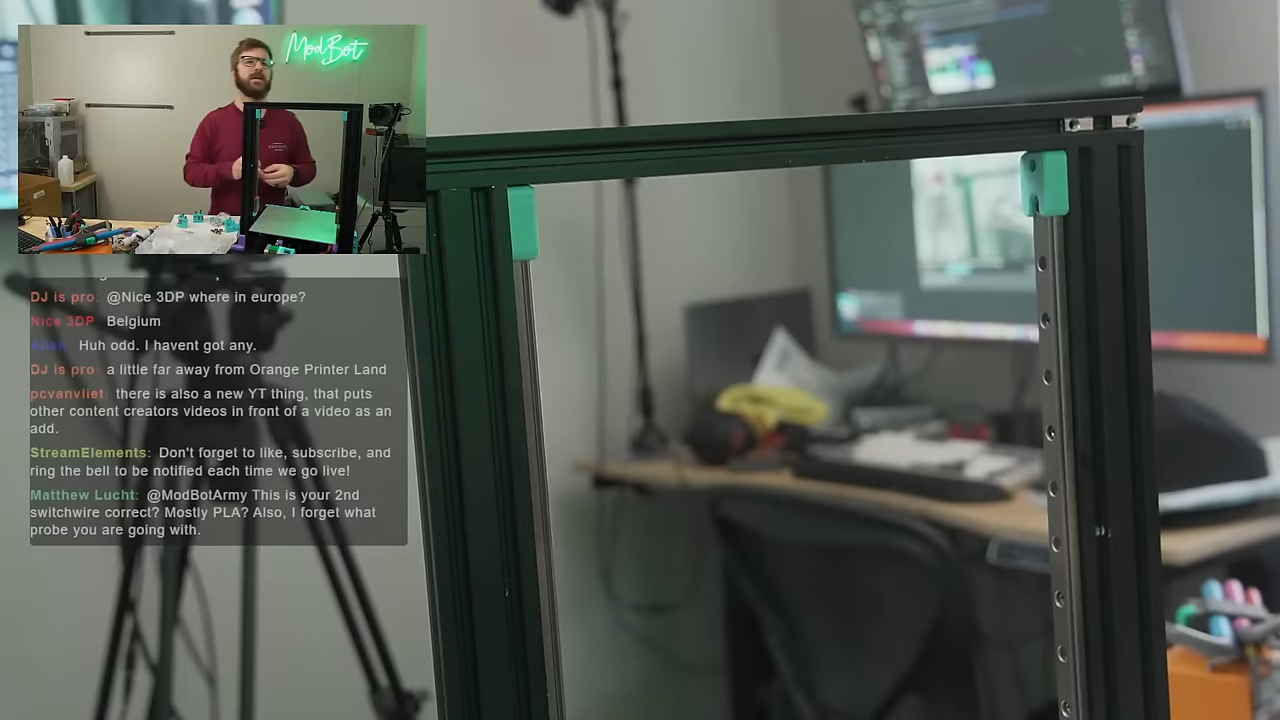 ModBot
DJ is pro: @Nice 3DP where in europe?
Nice 3DP Belgium
Huh odd. I havent got any.
DJ is pro a little far away from Orange Printer Land
pcvanvliet: there is also a new YT thing, that puts
other content creators videos in front of a video as an
add.
StreamElements: Don't forget to like, subscribe, and
ring the bell to be notified each time we go live!
Matthew Lucht: @ModBotArmy This is your 2nd
switchwire correct? Mostly PLA? Also, I forget what
probe you are going with.